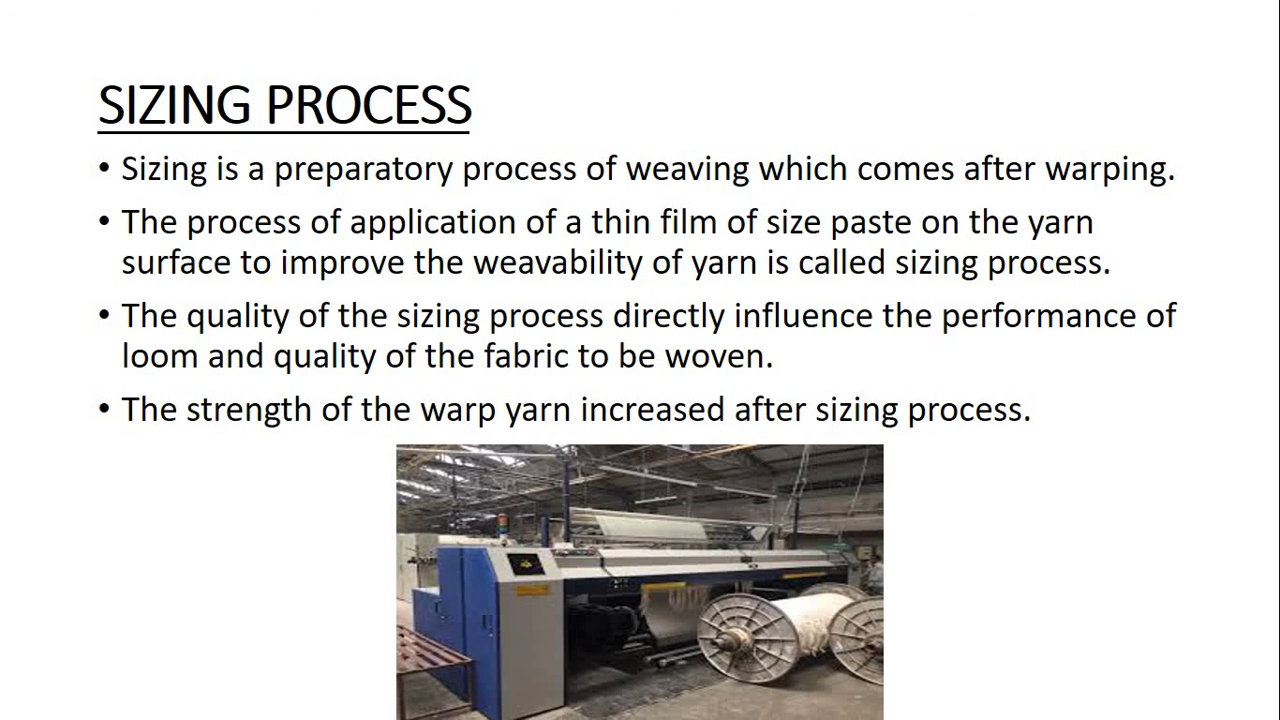 SIZING PROCESS
• Sizing is a preparatory process of weaving which comes after warping.
• The process of application of a thin film of size paste on the yarn
surface to improve the weavability of yarn is called sizing process.
• The quality of the sizing process directly influence the performance of
loom and quality of the fabric to be woven.
• The strength of the warp yarn increased after sizing process.